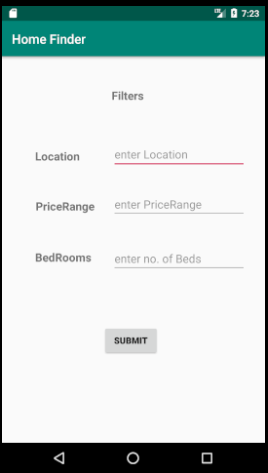 7:23
Home Finder
Filters
Location enter Location
PriceRange enter PriceRange
BedRooms enter no. of Beds
SUBMIT